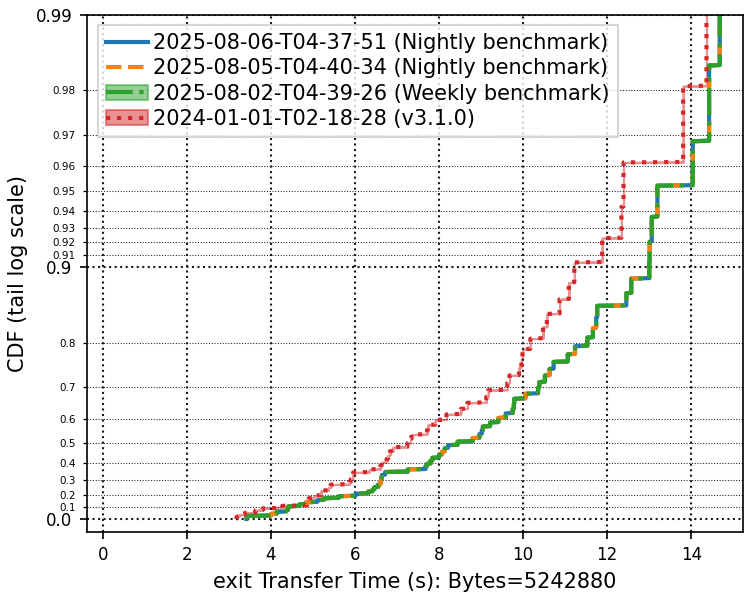 2025-08-06-T04-37-51 (Nightly benchmark)
2025-08-05-T04-40-34 (Nightly benchmark)
2025-08-02-T04-39-26 (Weekly benchmark)
2024-01-01-T02-18-28 (v3.1.0)
CDF (tail log scale)
0.99
0.98
0.97
0.96
0.95
0.94
0.93
0.92
0.91
0.9
0.8
0.7
0.6
0.5
0.4
0.3
0.2
0.1
0.0
0 2 4 6 8 10 12 14
exit Transfer Time (s): Bytes=5242880